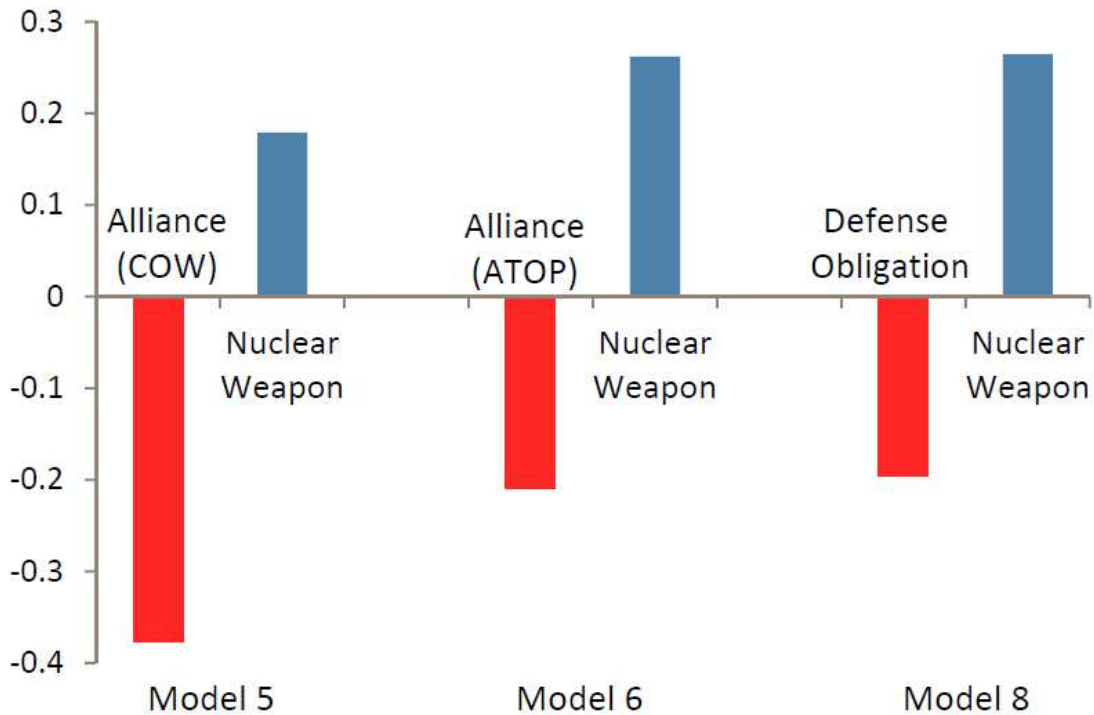 0.3
0.2
0.1
0
-0.1
-0.2
-0.3
-0.4
Alliance
(COW)
Nuclear
Weapon
Alliance
(ATOP)
Nuclear
Weapon
Defense
Obligation
Nuclear
Weapon
Model 5
Model 6
Model 8